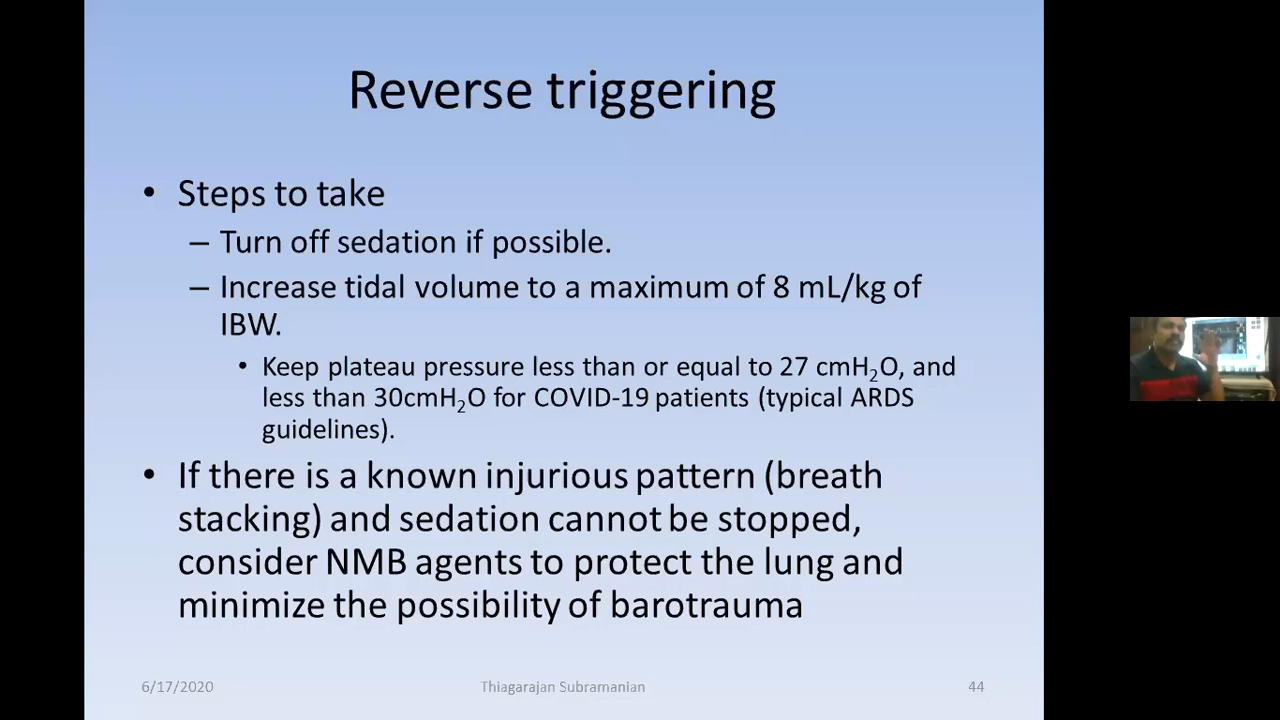 Reverse triggering
• Steps to take
– Turn off sedation if possible.
– Increase tidal volume to a maximum of 8 mL/kg of
IBW.
• Keep plateau pressure less than or equal to 27 cmH₂O, and
less than 30cmH₂O for COVID-19 patients (typical ARDS
guidelines).
• If there is a known injurious pattern (breath
stacking) and sedation cannot be stopped,
consider NMB agents to protect the lung and
minimize the possibility of barotrauma
6/17/2020
Thiagarajan Subramanian
44